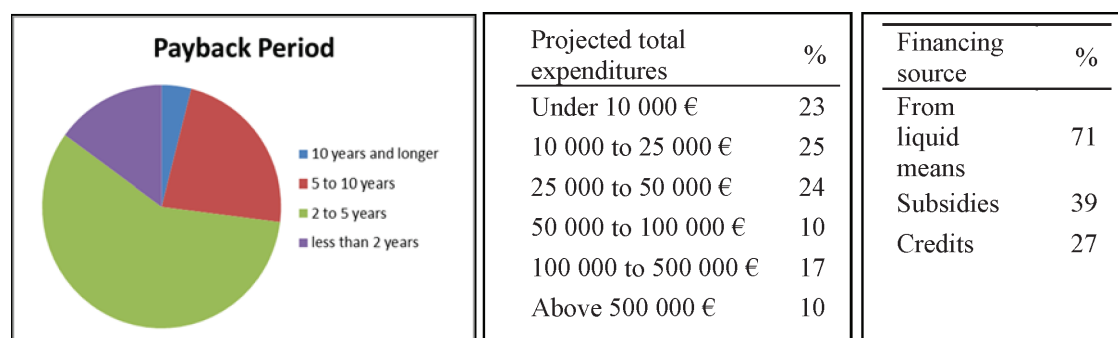 Payback Period
10 years and longer
5 to 10 years
2 to 5 years
less than 2 years
Projected total
expenditures %
Under 10 000 € 23
10 000 to 25 000 € 25
25 000 to 50 000 € 24
50 000 to 100 000 € 10
100 000 to 500 000 € 17
Above 500 000 € 10
Financing
source %
From
liquid 71
means
Subsidies 39
Credits 27